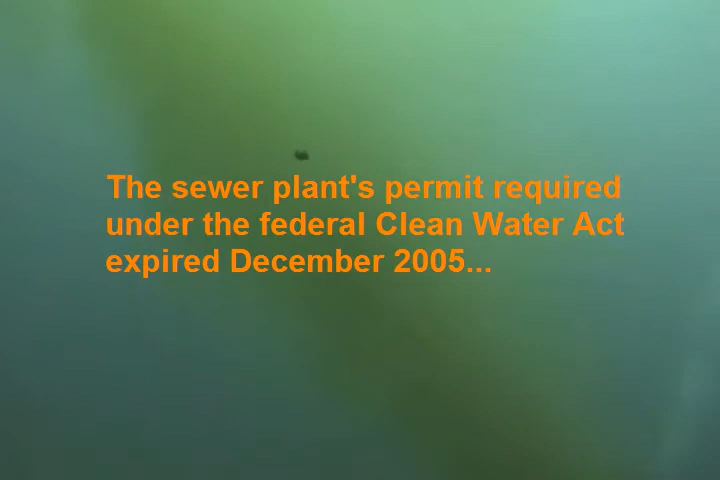 The sewer plant's permit required
under the federal Clean Water Act
expired December 2005...